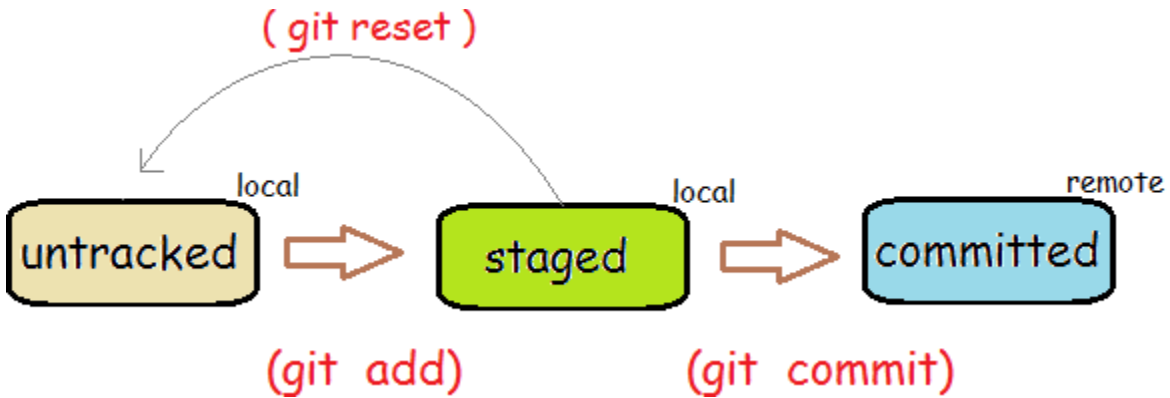 ( git reset )
local
local
remote
untracked
staged
committed
(git add)
(git commit)